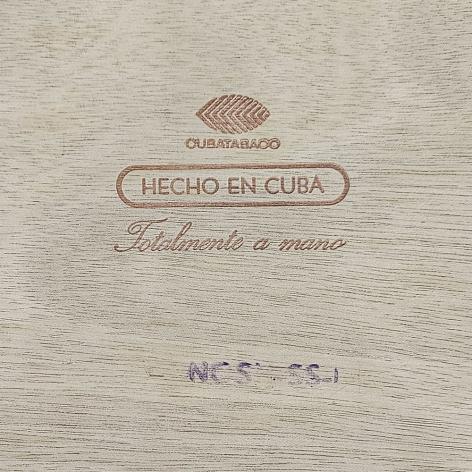 CUBATABACO
HECHO EN CUBA
Totalmente a mano